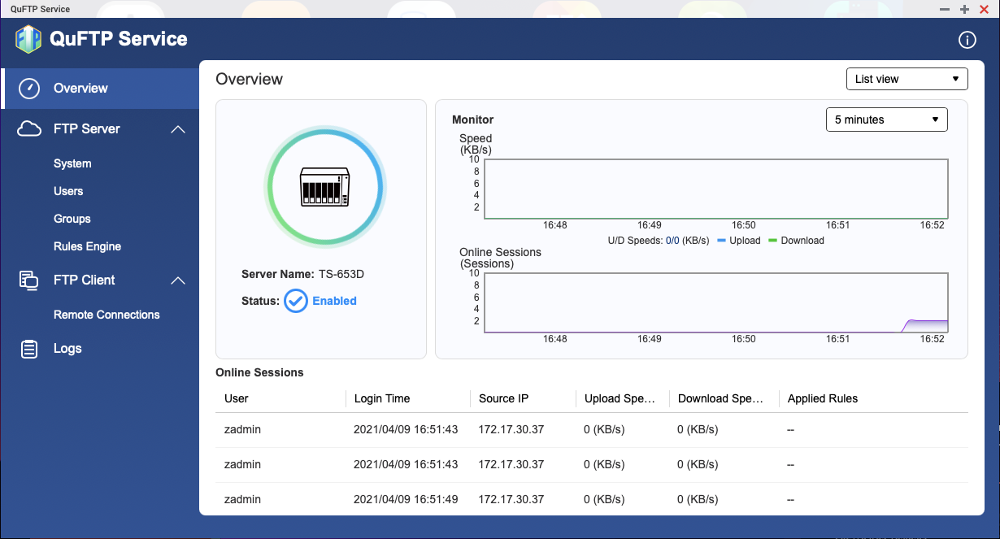 QuFTP Service
QuFTP Service
Overview
FTP Server
System
Users
Groups
Rules Engine
FTP Client
Remote Connections
Logs
Overview
List view
Server Name: TS-653D
Status: Enabled
Monitor
5 minutes
Speed
(KB/s)
10
8
6
4
2
16:48 16:49 16:50 16:51 16:52
U/D Speeds: 0/0 (KB/s) Upload Download
Online Sessions
(Sessions)
10
8
6
4
2
16:48 16:49 16:50 16:51 16:52
Online Sessions
User Login Time Source IP Upload Spe... Download Spe... Applied Rules
zadmin 2021/04/09 16:51:43 172.17.30.37 0 (KB/s) 0 (KB/s) --
zadmin 2021/04/09 16:51:43 172.17.30.37 0 (KB/s) 0 (KB/s) --
zadmin 2021/04/09 16:51:49 172.17.30.37 0 (KB/s) 0 (KB/s) --